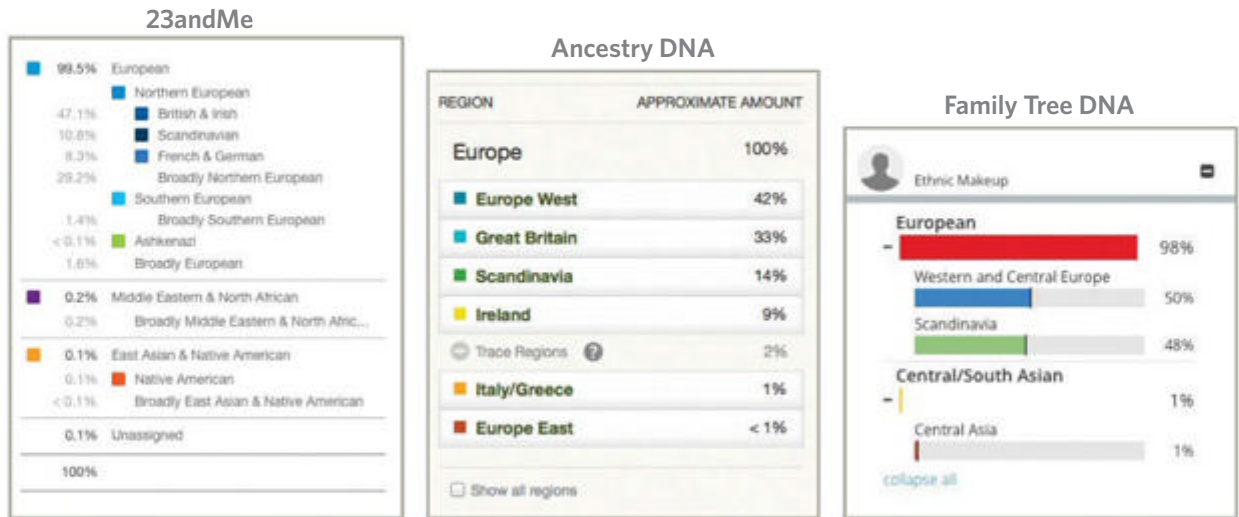 23andMe
99.5% European
Northern European
47.1% British & Irish
10.8% Scandinavian
8.3% French & German
29.2% Broadly Northern European
Southern European
1.4% Broadly Southern European
< 0.1% Ashkenazi
1.6% Broadly European
0.2% Middle Eastern & North African
0.2% Broadly Middle Eastern & North Afric...
0.1% East Asian & Native American
0.1% Native American
< 0.1% Broadly East Asian & Native American
0.1% Unassigned
100%
Ancestry DNA
REGION APPROXIMATE AMOUNT
Europe 100%
Europe West 42%
Great Britain 33%
Scandinavia 14%
Ireland 9%
Trace Regions ? 2%
Italy/Greece 1%
Europe East < 1%
Show all regions
Family Tree DNA
Ethnic Makeup
European
98%
Western and Central Europe
50%
Scandinavia
48%
Central/South Asian
1%
Central Asia
1%
collapse all